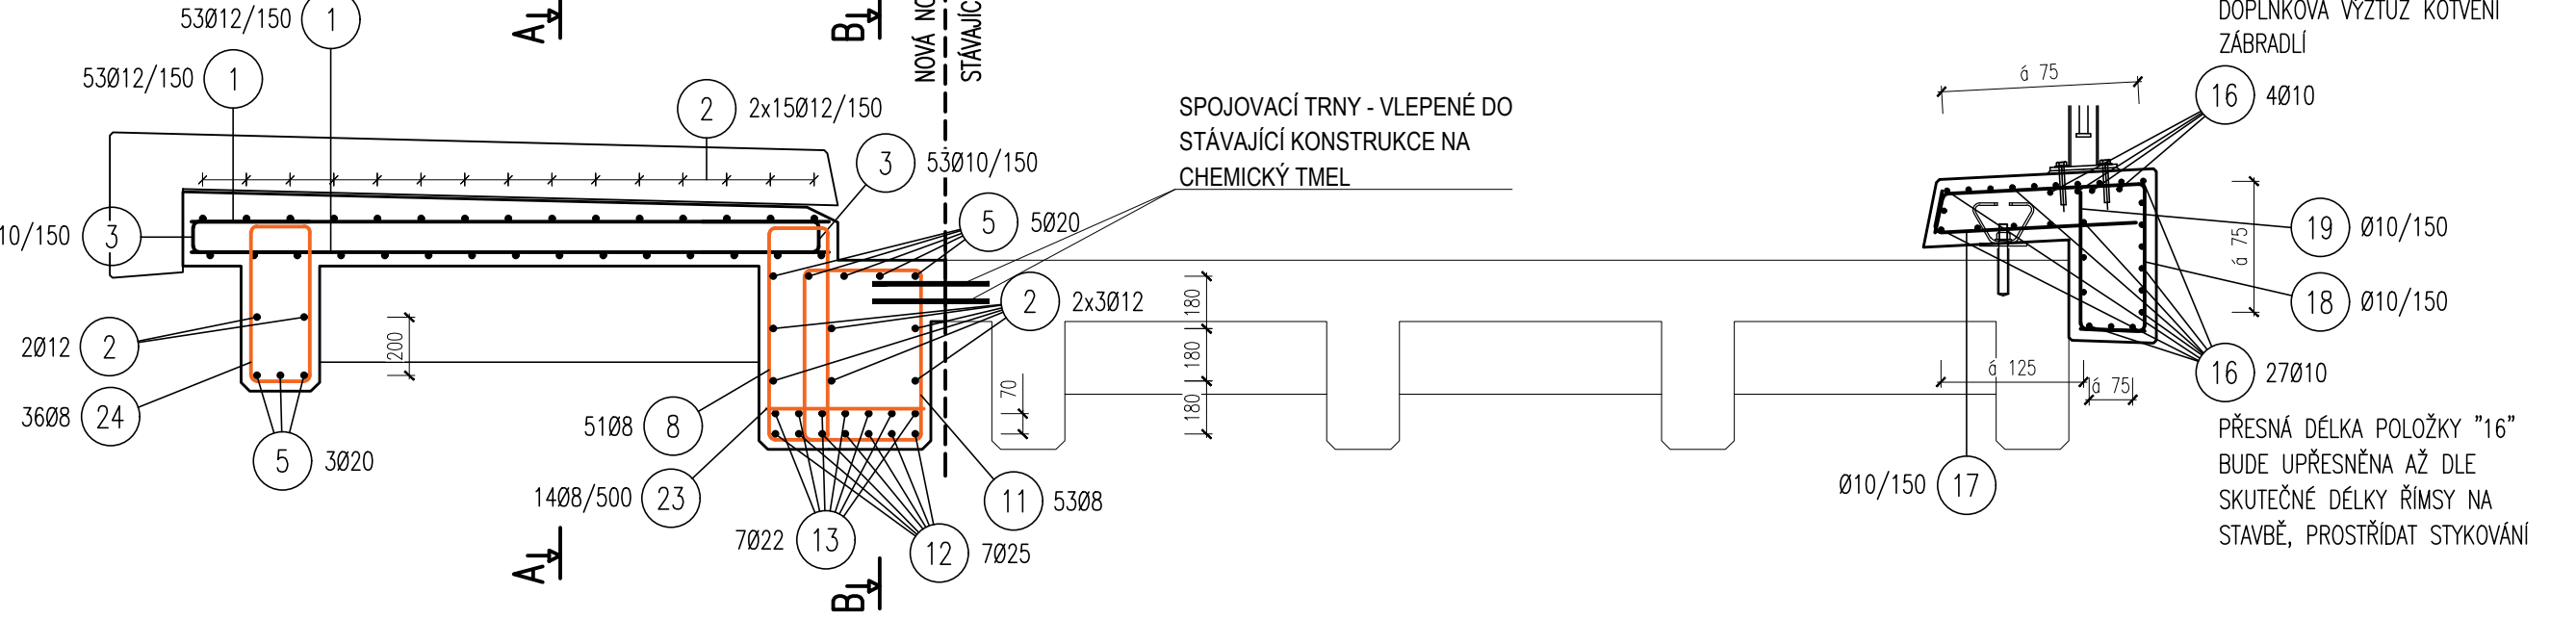 53Ø12/150 1
53Ø12/150 1
A
B
NOVÁ NO
STÁVAJÍC
2 2x15Ø12/150
3 53Ø10/150
10/150 3
5 5Ø20
SPOJOVACÍ TRNY - VLEPENÉ DO
STÁVAJÍCÍ KONSTRUKCE NA
CHEMICKÝ TMEL
2 2x3Ø12
2Ø12 2
200
36Ø8 24
5 3Ø20
51Ø8 8
14Ø8/500 23
7Ø22 13
12 7Ø25
11 53Ø8
70
180
180
180
A
B
DOPLŇKOVÁ VÝZTUŽ KOTVENÍ
ZÁBRADLÍ
á 75
16 4Ø10
19 Ø10/150
á 75
18 Ø10/150
á 125
á 75
16 27Ø10
Ø10/150 17
PŘESNÁ DÉLKA POLOŽKY "16"
BUDE UPŘESNĚNA AŽ DLE
SKUTEČNÉ DÉLKY ŘÍMSY NA
STAVBĚ, PROSTŘÍDAT STYKOVÁNÍ